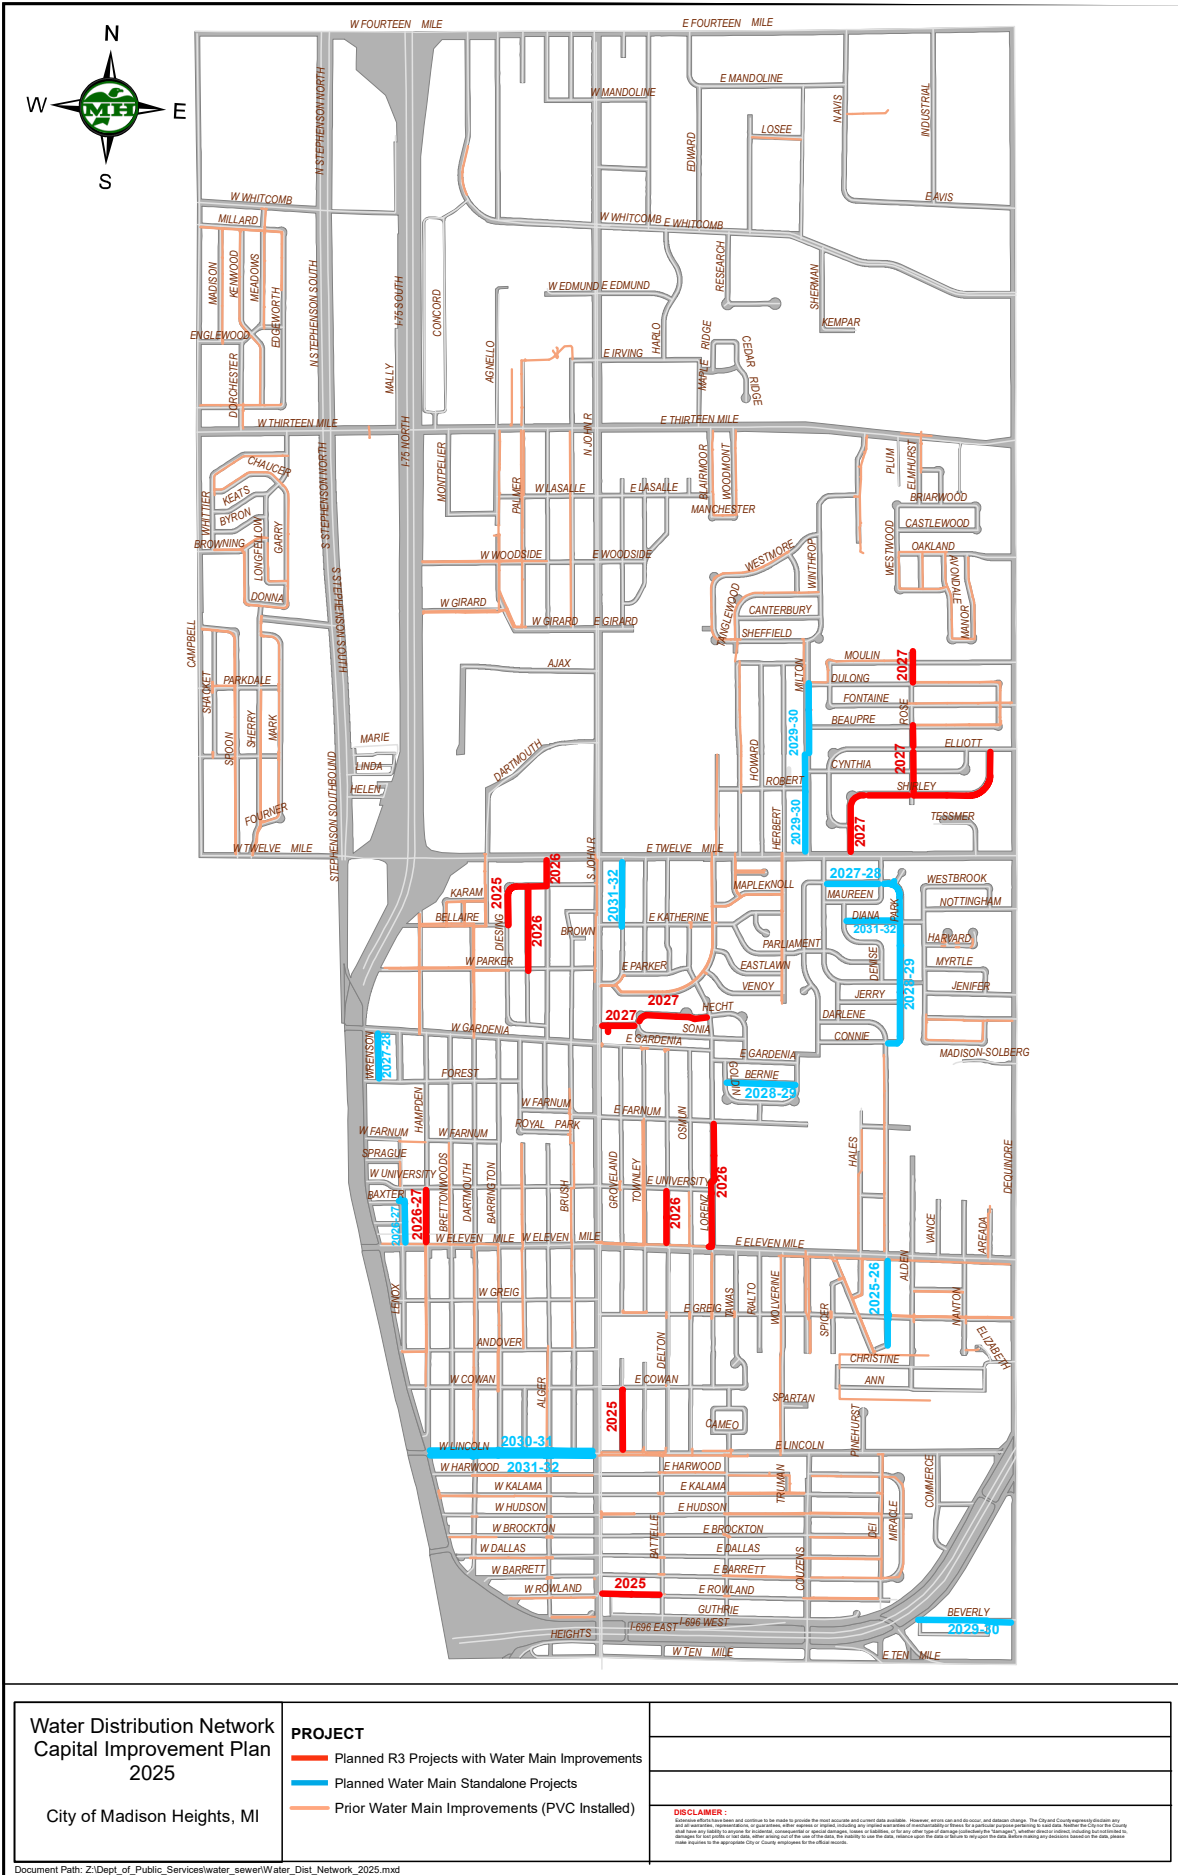 W FOURTEEN MILE
E FOURTEEN MILE
N
W
MH
E
S
E MANDOLINE
W MANDOLINE
N AVIS
INDUSTRIAL
LOSEE
EDWARD
N STEPHENSON NORTH
W WHITCOMB
MILLARD
E AVIS
W WHITCOMB
E WHITCOMB
MADISON
KENWOOD
MEADOWS
EDGEWORTH
N STEPHENSON SOUTH
I-75 SOUTH
CONCORD
RESEARCH
SHERMAN
W EDMUND
E EDMUND
KEMPAR
ENGLEWOOD
DORCHESTER
MALLY
AGNELLO
E IRVING
HARLO
MAPLE RIDGE
CEDAR RIDGE
W THIRTEEN MILE
E THIRTEEN MILE
N JOHN R
I-75 NORTH
S STEPHENSON NORTH
MONTPELIER
PALMER
W LASALLE
E LASALLE
BLAIRMOOR
WOODMONT
MANCHESTER
PLUM
ELMHURST
BRIARWOOD
CASTLEWOOD
OAKLAND
WESTWOOD
AVONDALE
MANOR
CHAUCER
KEATS
BYRON
WHITTIER
BROWNING
LONGFELLOW
GARRY
DONNA
W WOODSIDE
E WOODSIDE
WESTMORE
WINTHROP
TANGLEWOOD
CANTERBURY
SHEFFIELD
W GIRARD
W GIRARD
E GIRARD
S STEPHENSON SOUTH
CAMPBELL
AJAX
MOULIN
DULONG
FONTAINE
BEAUPRE
ROSE
2027
MILTON
2029-30
SHACKET
PARKDALE
SPOON
SHERRY
MARK
MARIE
LINDA
HELEN
DARTMOUTH
HOWARD
ROBERT
HERBERT
2029-30
ELLIOTT
CYNTHIA
2027
SHIRLEY
2027
TESSMER
FOURNER
W TWELVE MILE
E TWELVE MILE
STEPHENSON SOUTHBOUND
S JOHN R
KARAM
BELLAIRE
DIESING
2025
2026
2026
2031-32
BROWN
E KATHERINE
MAPLEKNOLL
2027-28
MAUREEN
DIANA
2031-32
PARK
WESTBROOK
NOTTINGHAM
HARVARD
MYRTLE
JENIFER
PARLIAMENT
DENISE
W PARKER
E PARKER
EASTLAWN
VENOY
JERRY
2028-29
2027
2027
HECHT
SONIA
DARLENE
CONNIE
W GARDENIA
E GARDENIA
E GARDENIA
MADISON-SOLBERG
WRENSON
2027-28
FOREST
GOLDIN
BERNIE
2028-29
HAMPDEN
W FARNUM
ROYAL PARK
E FARNUM
OSMUN
W FARNUM
W FARNUM
SPRAGUE
W UNIVERSITY
BAXTER
2026-27
2026-27
BRETTONWOODS
DARTMOUTH
BARRINGTON
BRUSH
GROVELAND
TOWNLEY
E UNIVERSITY
2026
LORENZ
2026
HALES
DEQUINDRE
VANCE
AREADA
W ELEVEN MILE
W ELEVEN MILE
E ELEVEN MILE
ALDEN
LENOX
W GREIG
E GREIG
TAWAS
RIALTO
WOLVERINE
SPICER
2025-26
NANTON
ELIZABETH
ANDOVER
DELTON
CHRISTINE
ANN
W COWAN
E COWAN
ALGER
2025
SPARTAN
CAMEO
PINEHURST
W LINCOLN
2030-31
E LINCOLN
W HARWOOD
2031-32
E HARWOOD
W KALAMA
E KALAMA
TRUMAN
COMMERCE
W HUDSON
E HUDSON
W BROCKTON
E BROCKTON
BATTELLE
DEI
MIRACLE
W DALLAS
E DALLAS
W BARRETT
E BARRETT
COUZENS
W ROWLAND
2025
E ROWLAND
GUTHRIE
BEVERLY
2029-30
HEIGHTS
I-696 EAST
I-696 WEST
W TEN MILE
E TEN MILE
Water Distribution Network
Capital Improvement Plan
2025
City of Madison Heights, MI
PROJECT
Planned R3 Projects with Water Main Improvements
Planned Water Main Standalone Projects
Prior Water Main Improvements (PVC Installed)
DISCLAIMER :
Document Path: Z:\Dept_of_Public_Services\water_sewer\Water_Dist_Network_2025.mxd